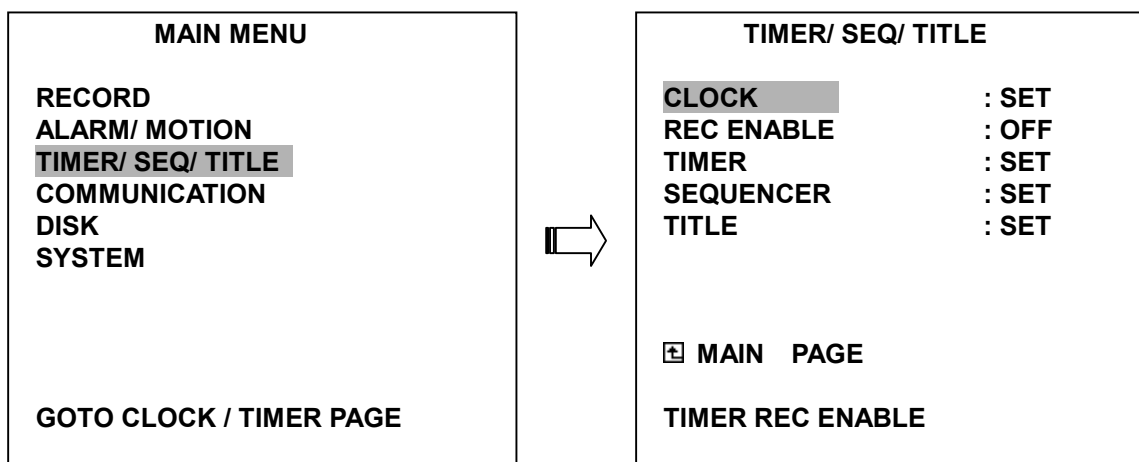 MAIN MENU
RECORD
ALARM/ MOTION
TIMER/ SEQ/ TITLE
COMMUNICATION
DISK
SYSTEM
GOTO CLOCK / TIMER PAGE
TIMER/ SEQ/ TITLE
CLOCK : SET
REC ENABLE : OFF
TIMER : SET
SEQUENCER : SET
TITLE : SET
MAIN PAGE
TIMER REC ENABLE